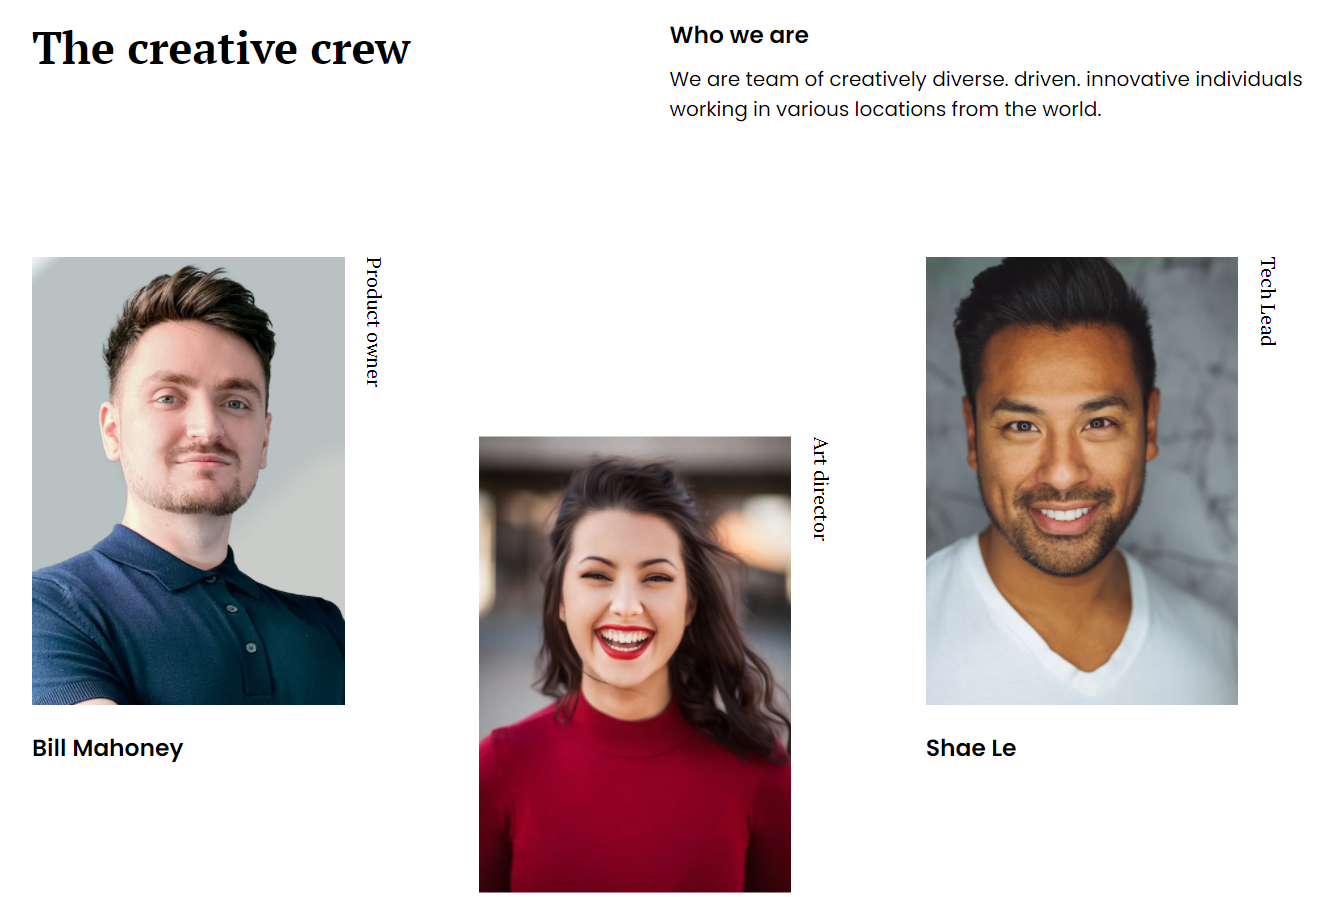 The creative crew
Who we are
We are team of creatively diverse. driven. innovative individuals
working in various locations from the world.
Product owner
Bill Mahoney
Art director
Tech Lead
Shae Le